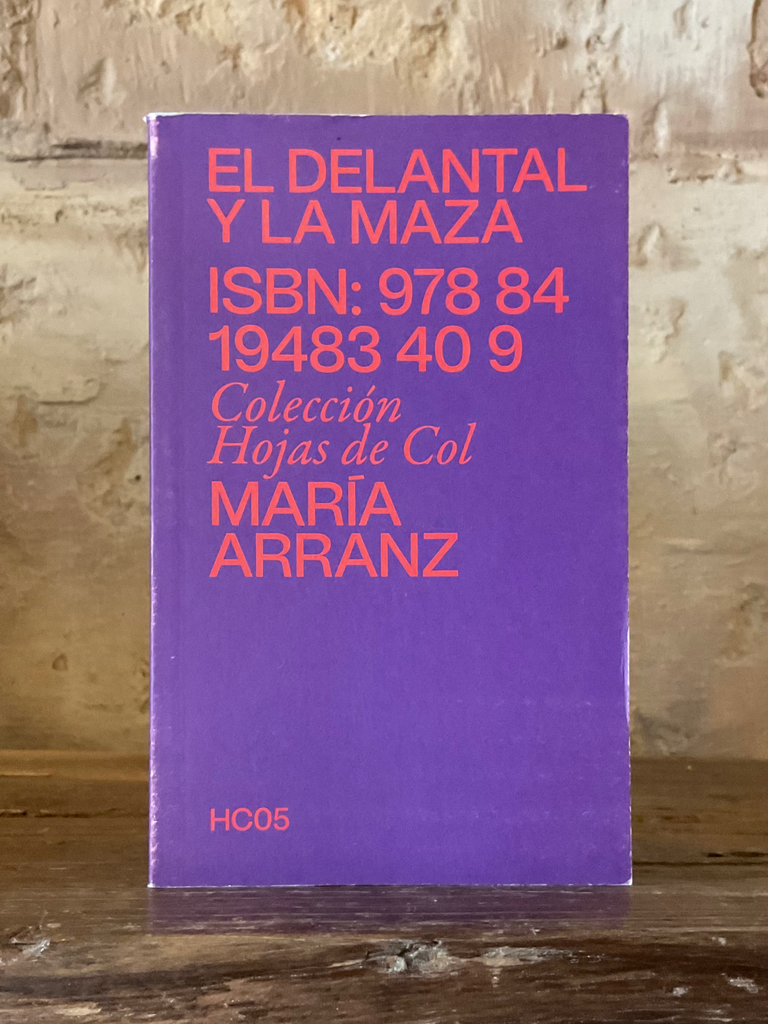 EL DELANTAL
Y LA MAZA
ISBN: 978 84
19483 40 9
Colección
Hojas de Col
MARÍA
ARRANZ
HC05